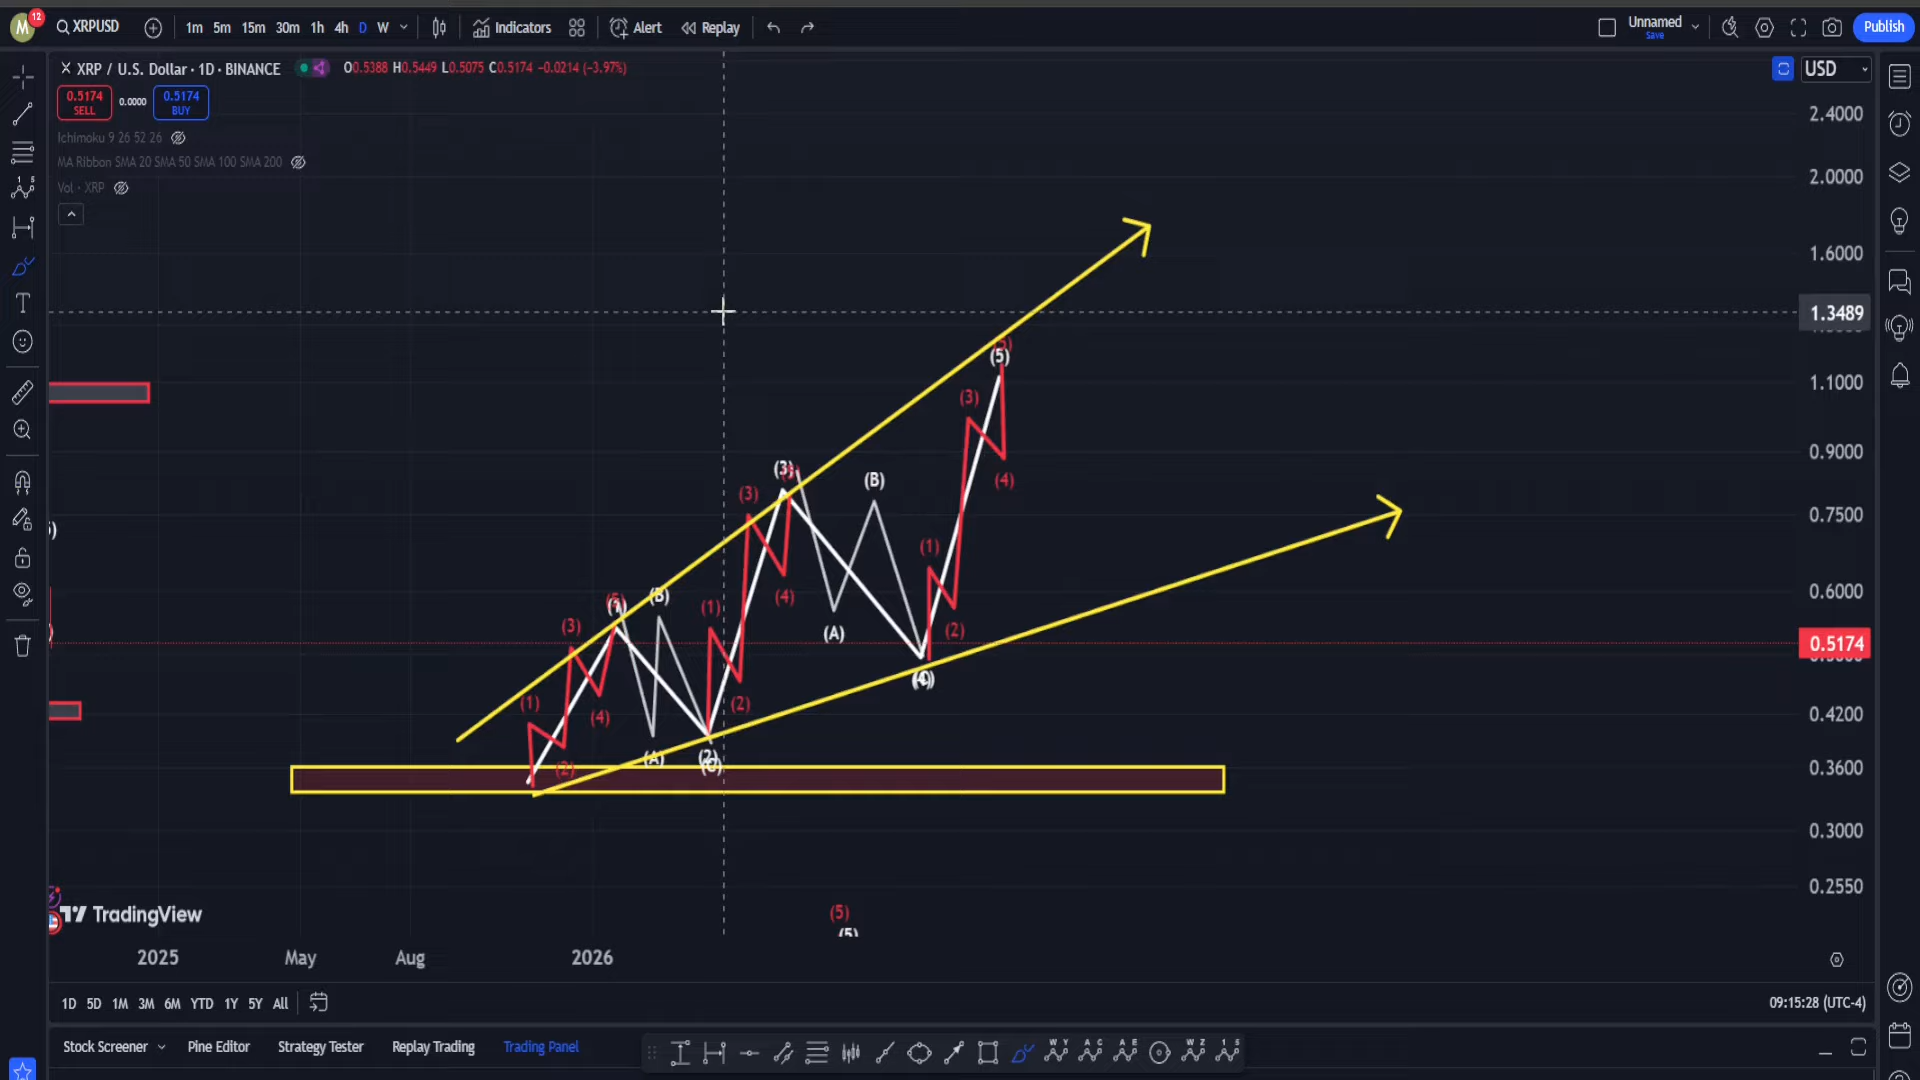 M 12 XRPUSD 1m 5m 15m 30m 1h 4h D W Indicators Alert Replay Unnamed Save Publish
XRP / U.S. Dollar · 1D · BINANCE O0.5388 H0.5449 L0.5075 C0.5174 −0.0214 (−3.97%) USD
0.5174 SELL 0.0000 0.5174 BUY
Ichimoku 9 26 52 26
MA Ribbon SMA 20 SMA 50 SMA 100 SMA 200
Vol · XRP
2.4000
2.0000
1.6000
1.3489
(5)
1.1000
(3)
0.9000
(3)
(B)
(4)
(3)
0.7500
(1)
0.6000
(B)
(1)
(4)
(3)
(A)
(2)
0.5174
(4)
(1)
(2)
(4)
0.4200
(A)
(2)
(2)
0.3600
0.3000
0.2550
(5)
(5)
TradingView
2025 May Aug 2026
1D 5D 1M 3M 6M YTD 1Y 5Y All 09:15:28 (UTC-4)
Stock Screener Pine Editor Strategy Tester Replay Trading Trading Panel